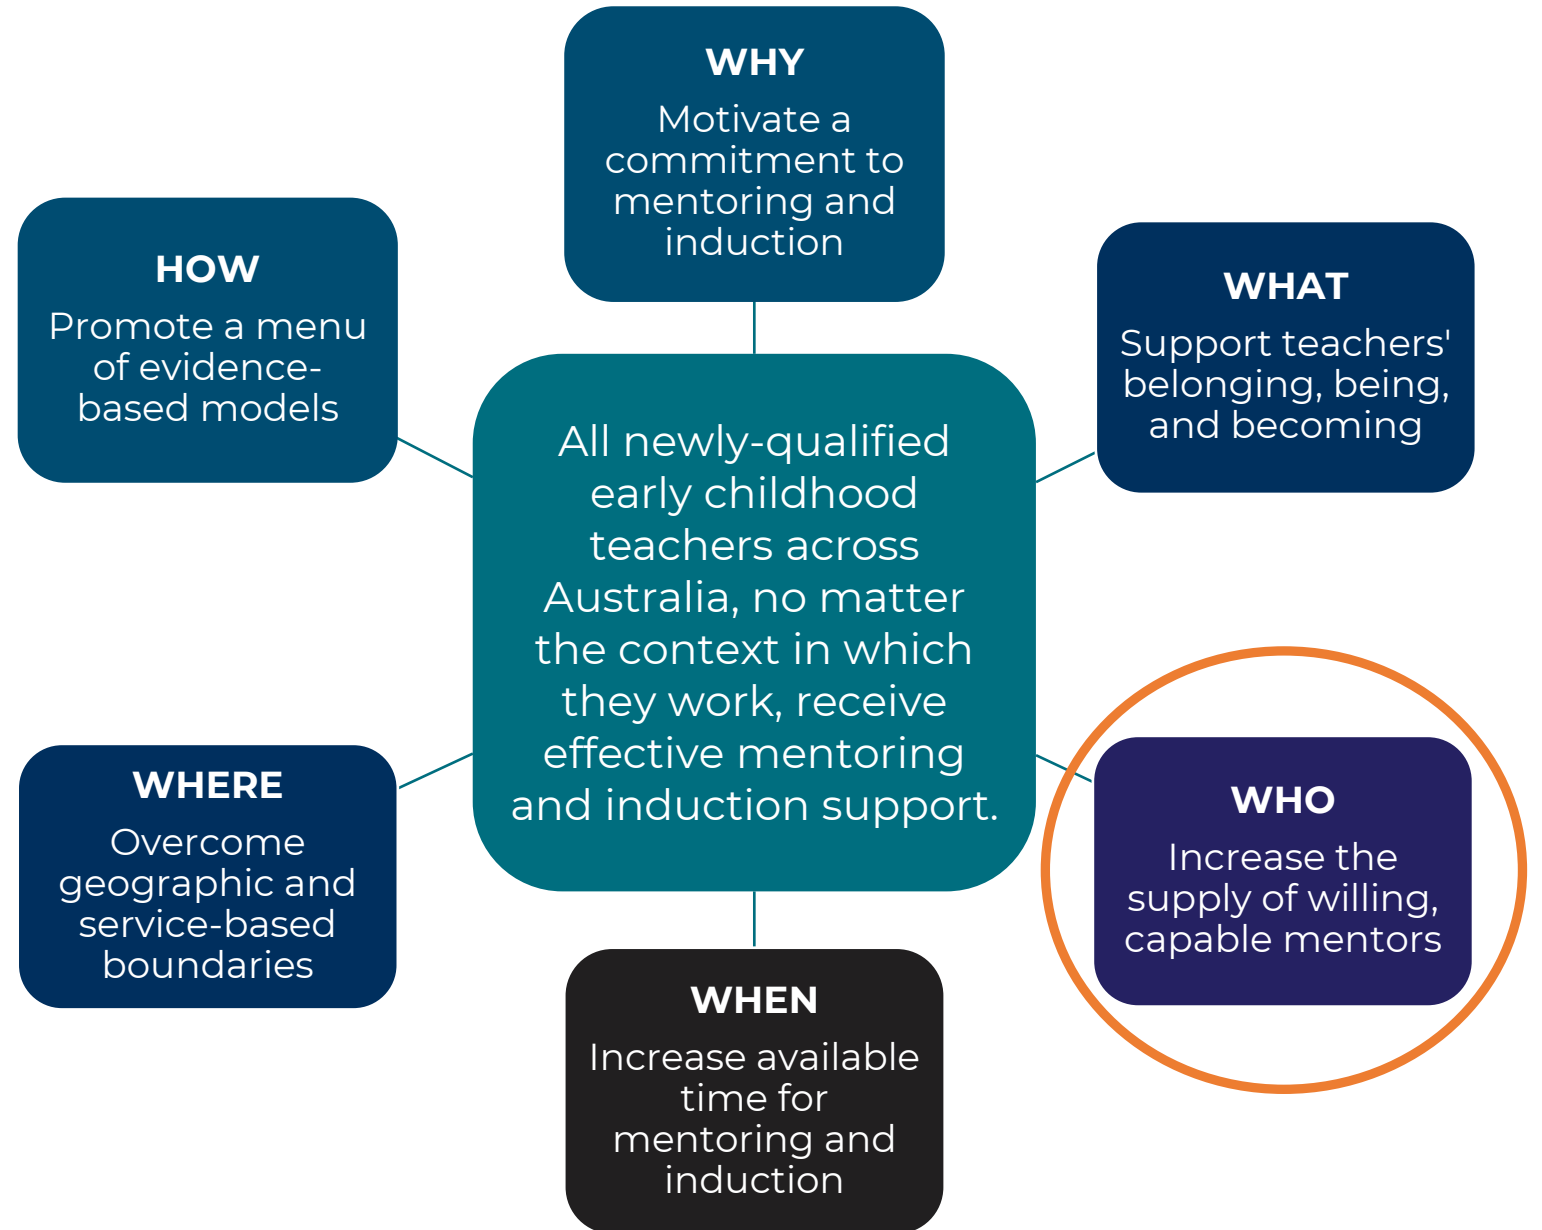 WHY
Motivate a
commitment to
mentoring and
induction
HOW
Promote a menu
of evidence-
based models
WHAT
Support teachers'
belonging, being,
and becoming
All newly-qualified
early childhood
teachers across
Australia, no matter
the context in which
they work, receive
effective mentoring
and induction support.
WHERE
Overcome
geographic and
service-based
boundaries
WHO
Increase the
supply of willing,
capable mentors
WHEN
Increase available
time for
mentoring and
induction